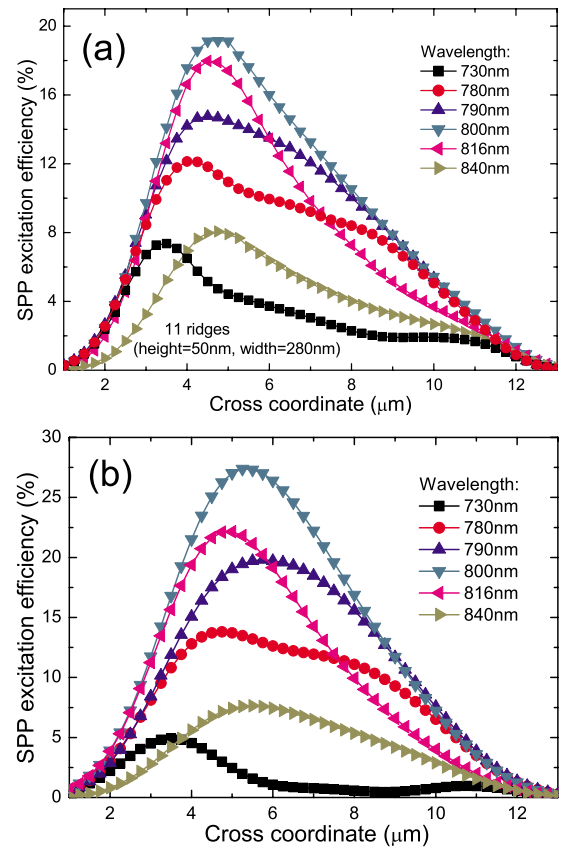 (a)
SPP excitation efficiency (%)
20
16
12
8
4
0
Wavelength:
730nm
780nm
790nm
800nm
816nm
840nm
11 ridges
(height=50nm, width=280nm)
2 4 6 8 10 12
Cross coordinate (μm)
(b)
SPP excitation efficiency (%)
30
25
20
15
10
5
0
Wavelength:
730nm
780nm
790nm
800nm
816nm
840nm
2 4 6 8 10 12
Cross coordinate (μm)